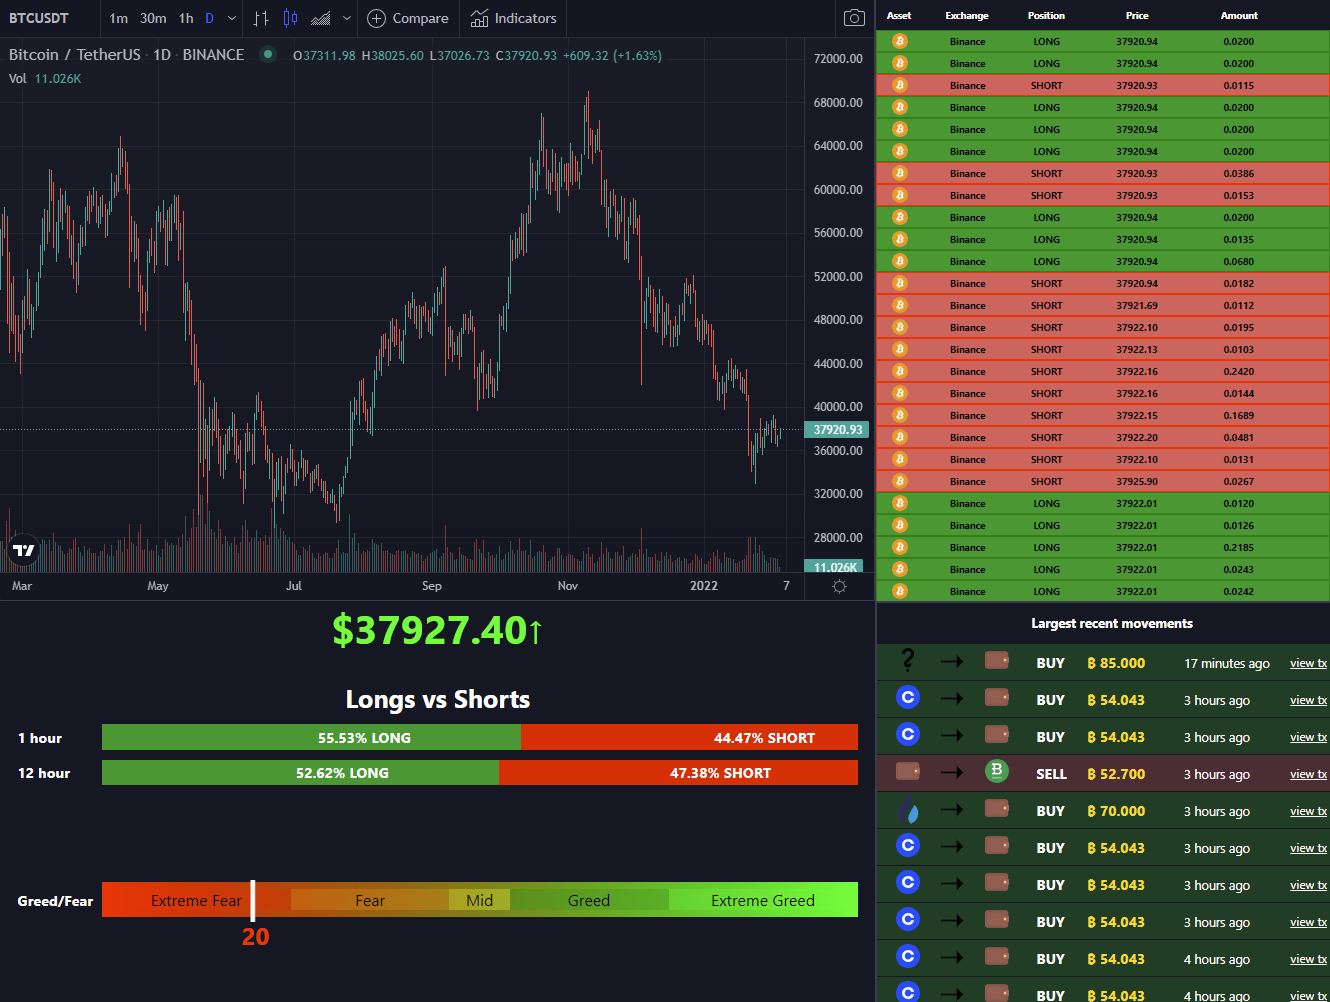 BTCUSDT 1m 30m 1h D Compare Indicators
Bitcoin / TetherUS · 1D · BINANCE O37311.98 H38025.60 L37026.73 C37920.93 +609.32 (+1.63%)
Vol 11.026K
72000.00
68000.00
64000.00
60000.00
56000.00
52000.00
48000.00
44000.00
40000.00
37920.93
36000.00
32000.00
28000.00
11.026K
Mar May Jul Sep Nov 2022 7
$37927.40↑
Longs vs Shorts
1 hour 55.53% LONG 44.47% SHORT
12 hour 52.62% LONG 47.38% SHORT
Greed/Fear Extreme Fear Fear Mid Greed Extreme Greed
20
Asset Exchange Position Price Amount
Binance LONG 37920.94 0.0200
Binance LONG 37920.94 0.0200
Binance SHORT 37920.93 0.0115
Binance LONG 37920.94 0.0200
Binance LONG 37920.94 0.0200
Binance LONG 37920.94 0.0200
Binance SHORT 37920.93 0.0386
Binance SHORT 37920.93 0.0153
Binance LONG 37920.94 0.0200
Binance LONG 37920.94 0.0135
Binance LONG 37920.94 0.0680
Binance SHORT 37920.94 0.0182
Binance SHORT 37921.69 0.0112
Binance SHORT 37922.10 0.0195
Binance SHORT 37922.13 0.0103
Binance SHORT 37922.16 0.2420
Binance SHORT 37922.16 0.0144
Binance SHORT 37922.15 0.1689
Binance SHORT 37922.20 0.0481
Binance SHORT 37922.10 0.0131
Binance SHORT 37925.90 0.0267
Binance LONG 37922.01 0.0120
Binance LONG 37922.01 0.0126
Binance LONG 37922.01 0.2185
Binance LONG 37922.01 0.0243
Binance LONG 37922.01 0.0242
Largest recent movements
? → BUY ₿ 85.000 17 minutes ago view tx
C → BUY ₿ 54.043 3 hours ago view tx
C → BUY ₿ 54.043 3 hours ago view tx
→ SELL ₿ 52.700 3 hours ago view tx
→ BUY ₿ 70.000 3 hours ago view tx
C → BUY ₿ 54.043 3 hours ago view tx
C → BUY ₿ 54.043 3 hours ago view tx
C → BUY ₿ 54.043 3 hours ago view tx
C → BUY ₿ 54.043 4 hours ago view tx
C → BUY ₿ 54.043 4 hours ago view tx